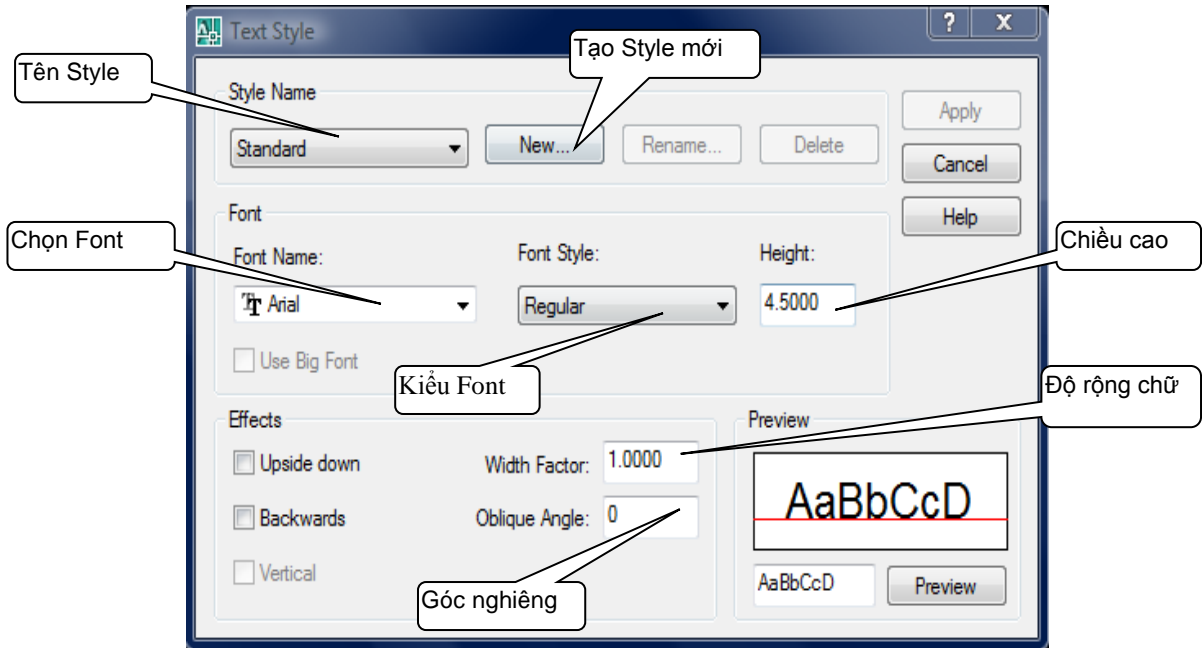 Text Style
? X
Tạo Style mới
Tên Style
Style Name
Standard
New...
Rename...
Delete
Apply
Cancel
Help
Font
Chọn Font
Font Name:
Font Style:
Height:
Chiều cao
Arial
Regular
4.5000
Use Big Font
Kiểu Font
Độ rộng chữ
Effects
Upside down
Width Factor: 1.0000
Backwards
Oblique Angle: 0
Vertical
Góc nghiêng
Preview
AaBbCcD
AaBbCcD
Preview